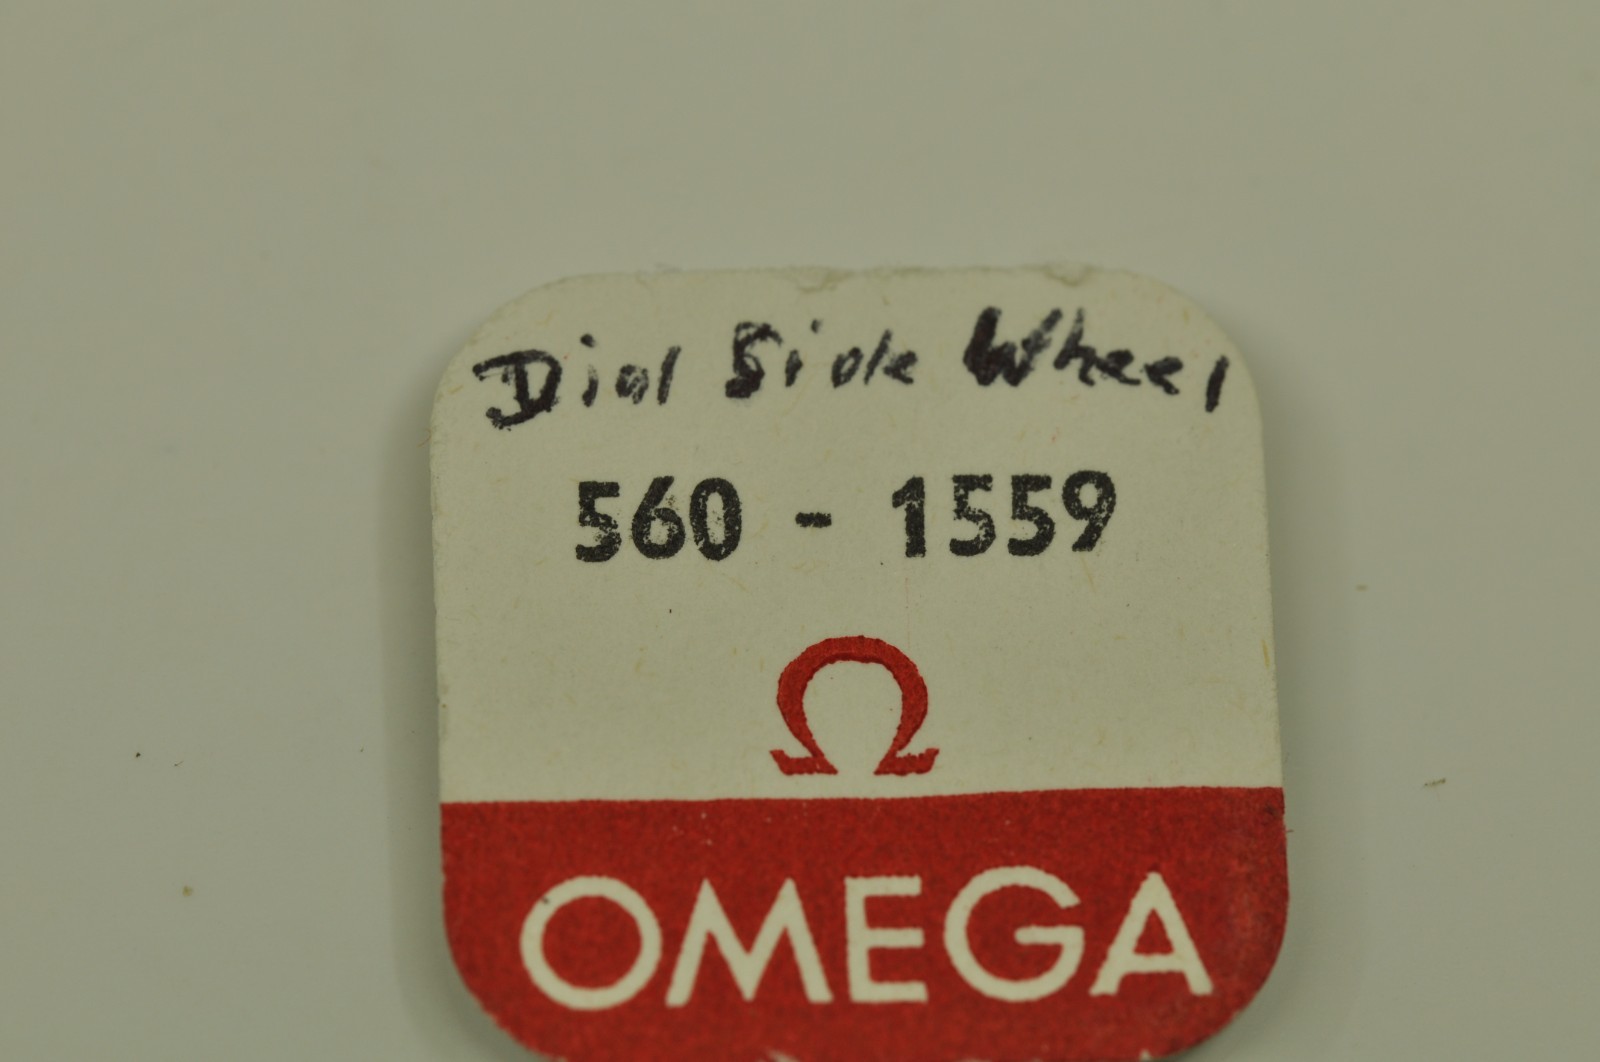 Dial Side Wheel
560 - 1559
Ω
OMEGA